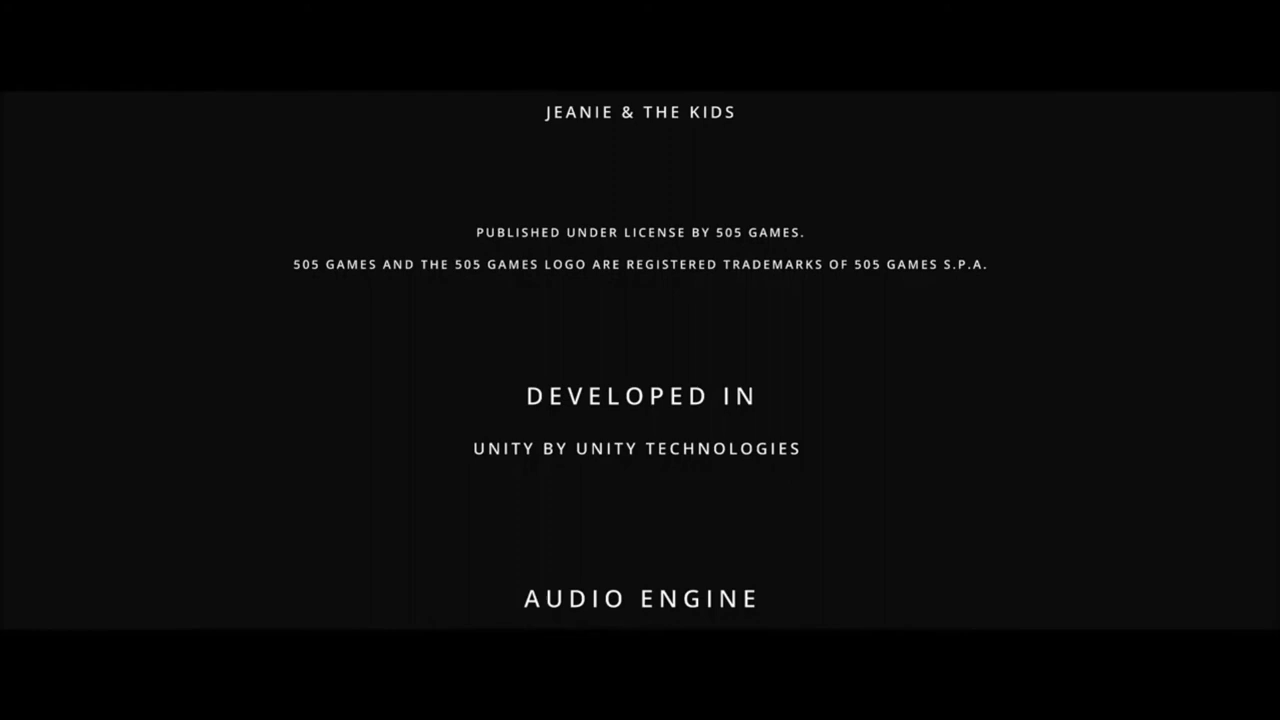 JEANIE & THE KIDS
PUBLISHED UNDER LICENSE BY 505 GAMES.
505 GAMES AND THE 505 GAMES LOGO ARE REGISTERED TRADEMARKS OF 505 GAMES S.P.A.
DEVELOPED IN
UNITY BY UNITY TECHNOLOGIES
AUDIO ENGINE